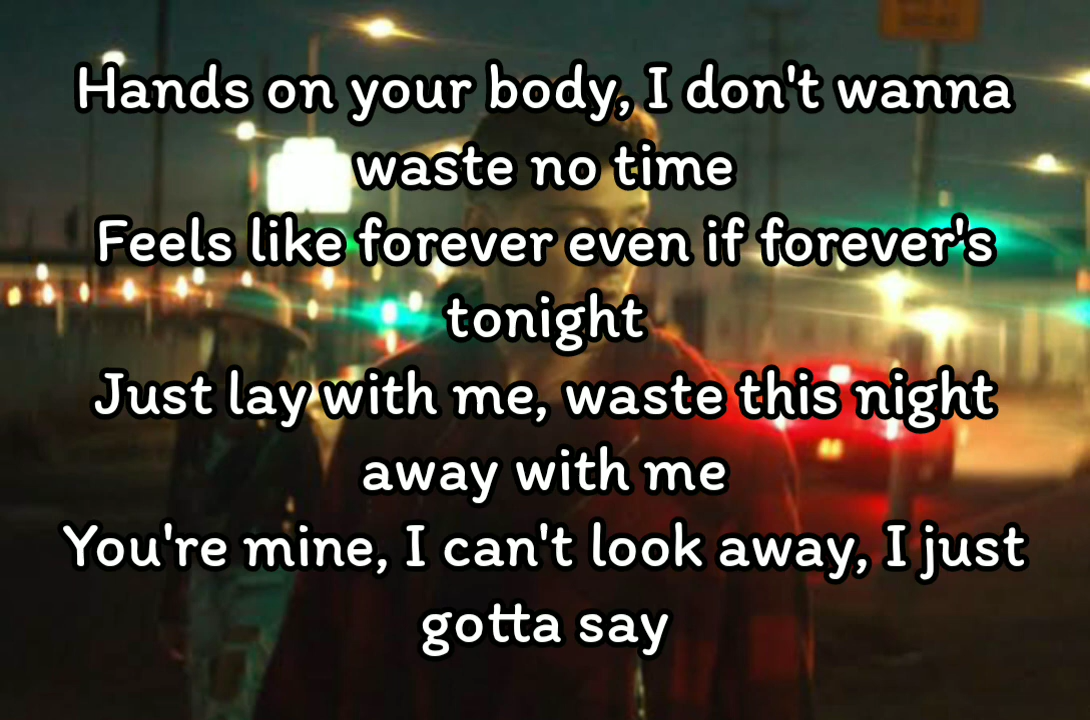 Hands on your body, I don't wanna
waste no time
Feels like forever even if forever's
tonight
Just lay with me, waste this night
away with me
You're mine, I can't look away, I just
gotta say